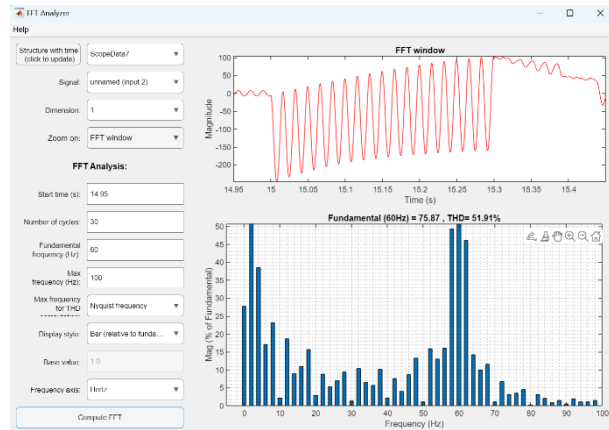 FFT Analyzer
Help
Structure with time
(click to update)
ScopeData7
Signal:
unnamed (input 2)
Dimension:
1
Zoom on:
FFT window
FFT Analysis:
Start time (s):
14.95
Number of cycles:
30
Fundamental
frequency (Hz):
60
Max
frequency (Hz):
100
Max frequency
for THD
Nyquist frequency
Display style:
Bar (relative to funda...
Base value:
1.0
Frequency axis:
Hertz
Compute FFT
FFT window
Magnitude
100
50
0
-50
-100
-150
-200
14.95 15 15.05 15.1 15.15 15.2 15.25 15.3 15.35 15.4
Time (s)
Fundamental (60Hz) = 75.87 , THD= 51.91%
Mag (% of Fundamental)
50
45
40
35
30
25
20
15
10
5
0
0 10 20 30 40 50 60 70 80 90 100
Frequency (Hz)